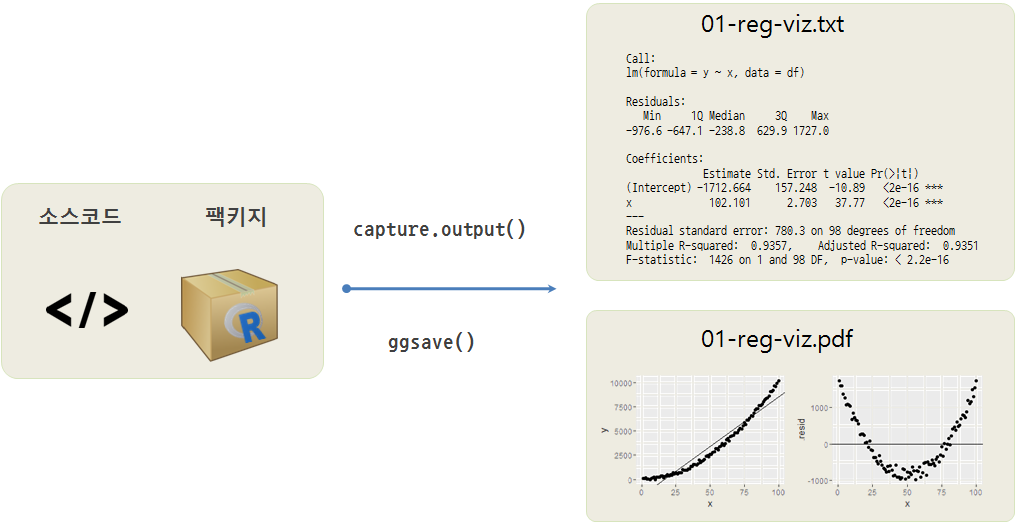 소스코드
팩키지
R
capture.output()
ggsave()
01-reg-viz.txt
Call:
lm(formula = y ~ x, data = df)
Residuals:
Min 1Q Median 3Q Max
-976.6 -647.1 -238.8 629.9 1727.0
Coefficients:
Estimate Std. Error t value Pr(>|t|)
(Intercept) -1712.664 157.248 -10.89 <2e-16 ***
x 102.101 2.703 37.77 <2e-16 ***
---
Residual standard error: 780.3 on 98 degrees of freedom
Multiple R-squared: 0.9357, Adjusted R-squared: 0.9351
F-statistic: 1426 on 1 and 98 DF, p-value: < 2.2e-16
01-reg-viz.pdf
10000
7500
5000
2500
0
y
0 25 50 75 100
x
1000
0
-1000
.resid
0 25 50 75 100
x